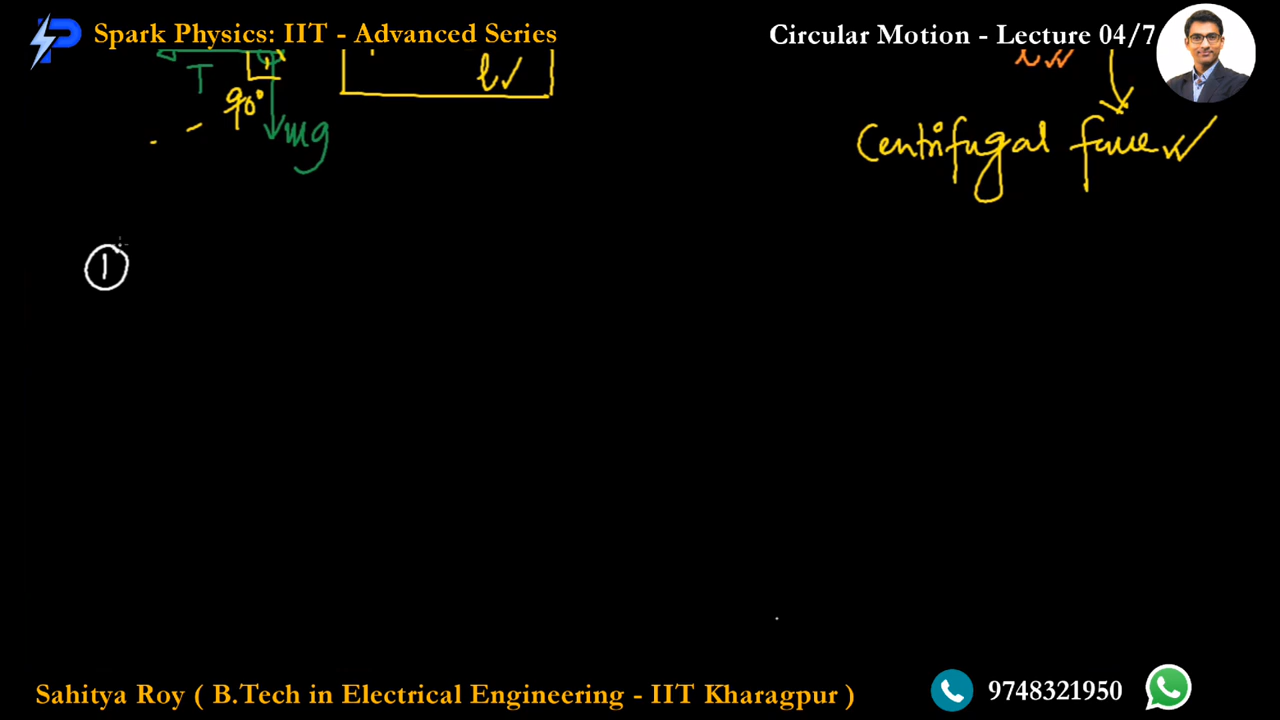 Spark Physics: IIT - Advanced Series
Circular Motion - Lecture 04/7
T
90°
mg
l✓
Centrifugal force✓
①
Sahitya Roy ( B.Tech in Electrical Engineering - IIT Kharagpur )
9748321950